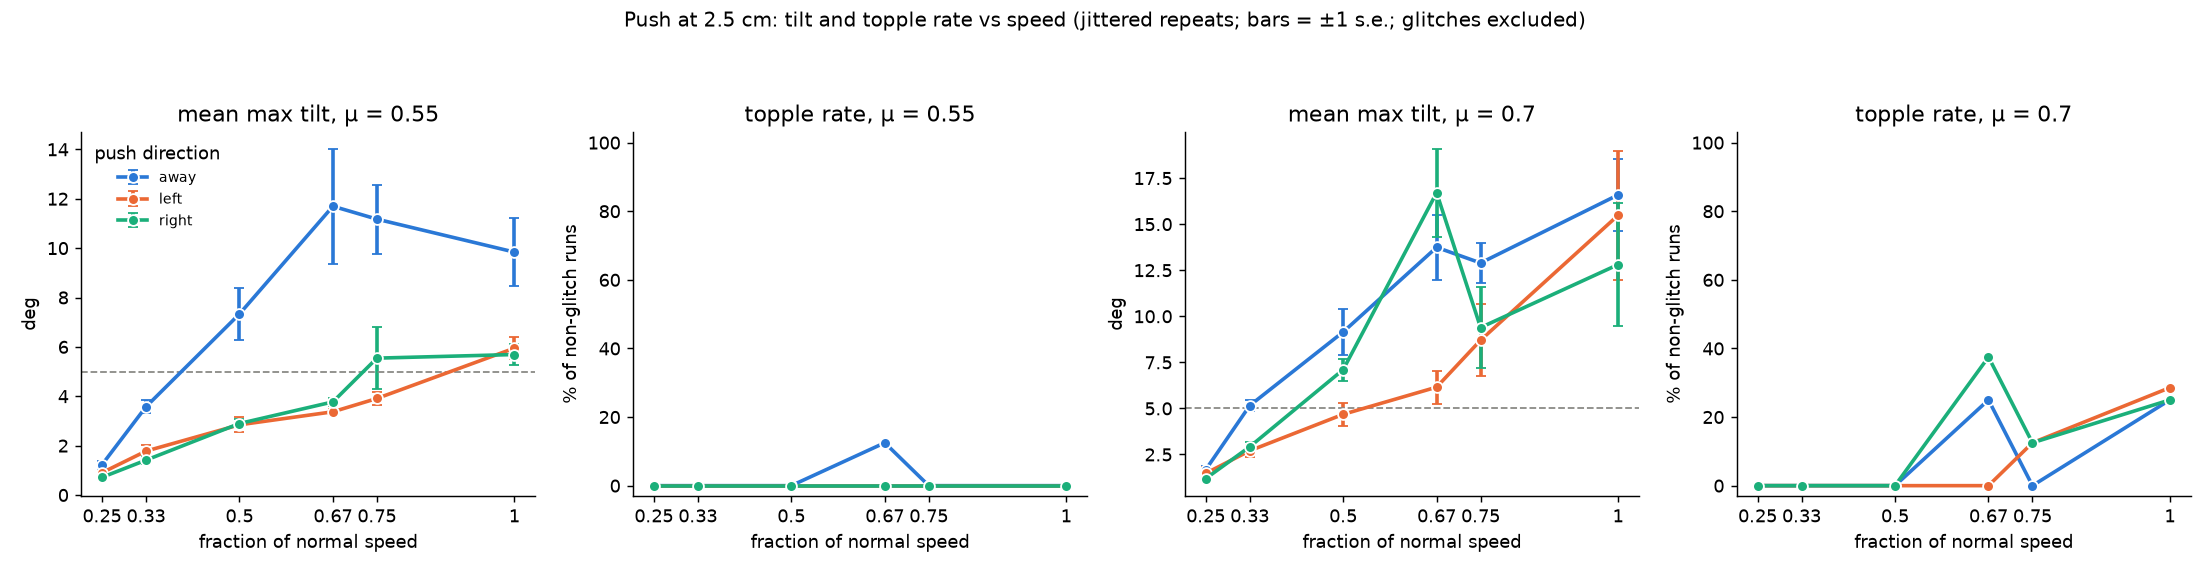 Push at 2.5 cm: tilt and topple rate vs speed (jittered repeats; bars = ±1 s.e.; glitches excluded)
mean max tilt, μ = 0.55
push direction
away
left
right
14
12
10
8
6
4
2
0
deg
0.25 0.33 0.5 0.67 0.75 1
fraction of normal speed
topple rate, μ = 0.55
100
80
60
40
20
0
% of non-glitch runs
0.25 0.33 0.5 0.67 0.75 1
fraction of normal speed
mean max tilt, μ = 0.7
17.5
15.0
12.5
10.0
7.5
5.0
2.5
deg
0.25 0.33 0.5 0.67 0.75 1
fraction of normal speed
topple rate, μ = 0.7
100
80
60
40
20
0
% of non-glitch runs
0.25 0.33 0.5 0.67 0.75 1
fraction of normal speed